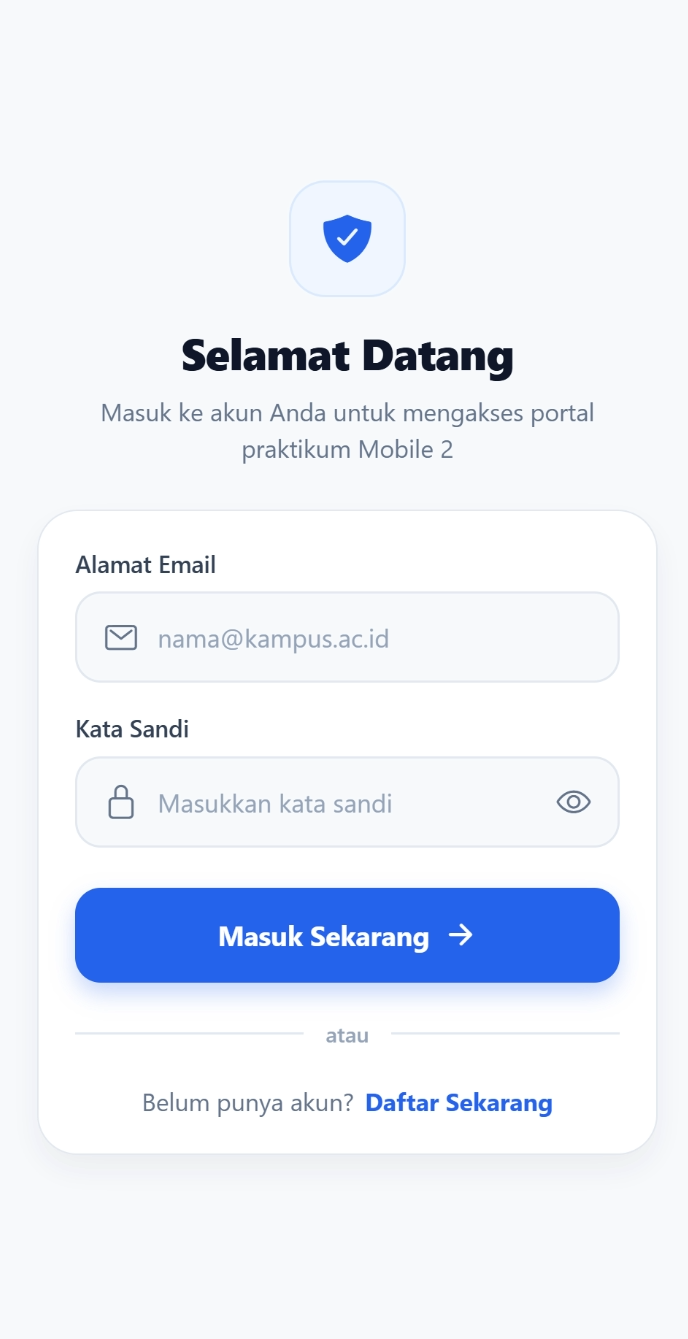 Selamat Datang
Masuk ke akun Anda untuk mengakses portal
praktikum Mobile 2
Alamat Email
nama@kampus.ac.id
Kata Sandi
Masukkan kata sandi
Masuk Sekarang →
atau
Belum punya akun? Daftar Sekarang